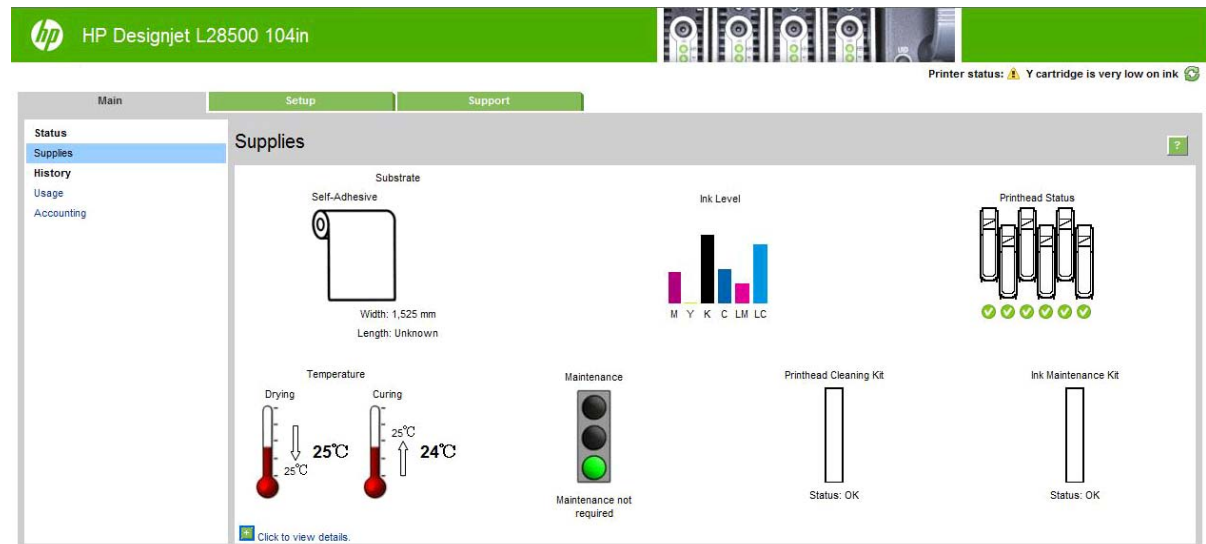 hp HP Designjet L28500 104in
UID
Printer status: Y cartridge is very low on ink
Main Setup Support
Status
Supplies
History
Usage
Accounting
Supplies
?
Substrate
Self-Adhesive
Width: 1,525 mm
Length: Unknown
Ink Level
M Y K C LM LC
Printhead Status
Temperature
Drying
25°C
25°C
Curing
25°C
24°C
Maintenance
Maintenance not
required
Printhead Cleaning Kit
Status: OK
Ink Maintenance Kit
Status: OK
+ Click to view details.